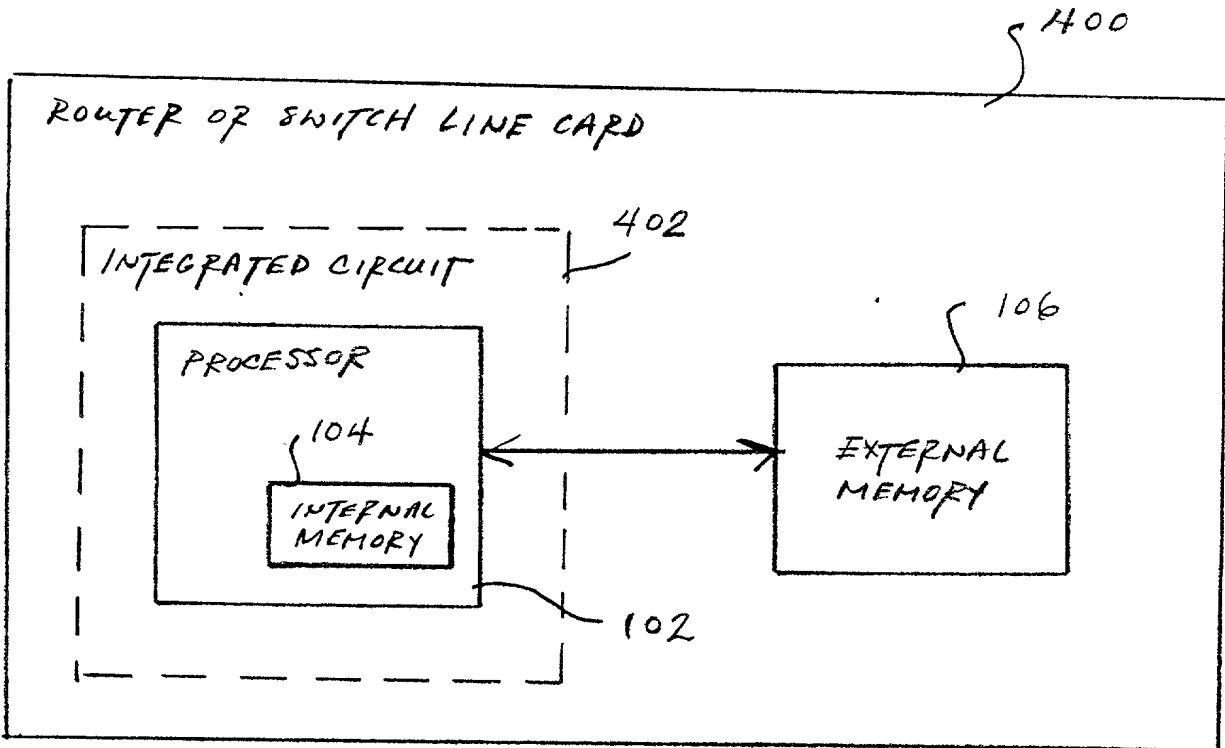 400
ROUTER OR SWITCH LINE CARD
402
INTEGRATED CIRCUIT
106
PROCESSOR
104
EXTERNAL
MEMORY
INTERNAL
MEMORY
102